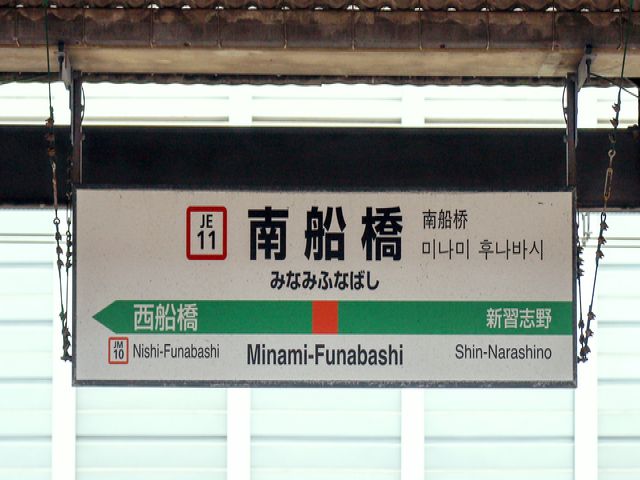 JE
11
南船橋
南船桥
미나미 후나바시
みなみふなばし
西船橋
新習志野
JM
10
Nishi-Funabashi
Minami-Funabashi
Shin-Narashino